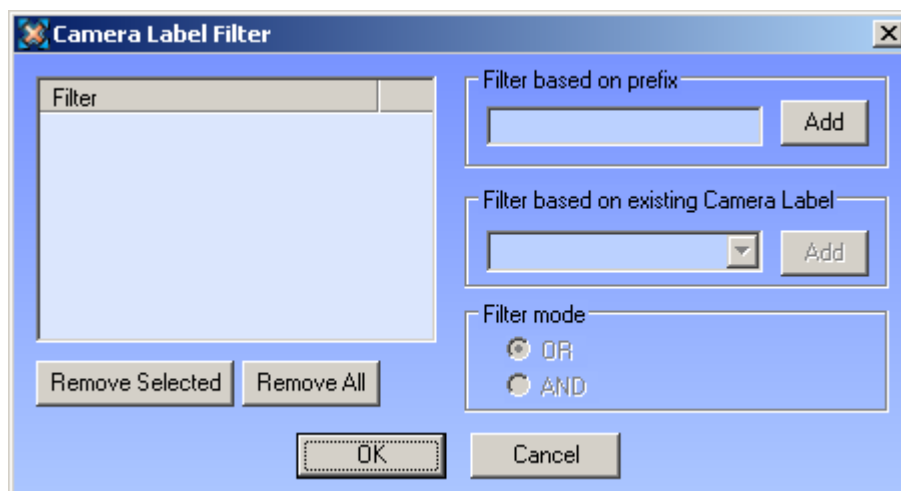 Camera Label Filter
Filter
Remove Selected
Remove All
Filter based on prefix
Add
Filter based on existing Camera Label
Add
Filter mode
OR
AND
OK
Cancel